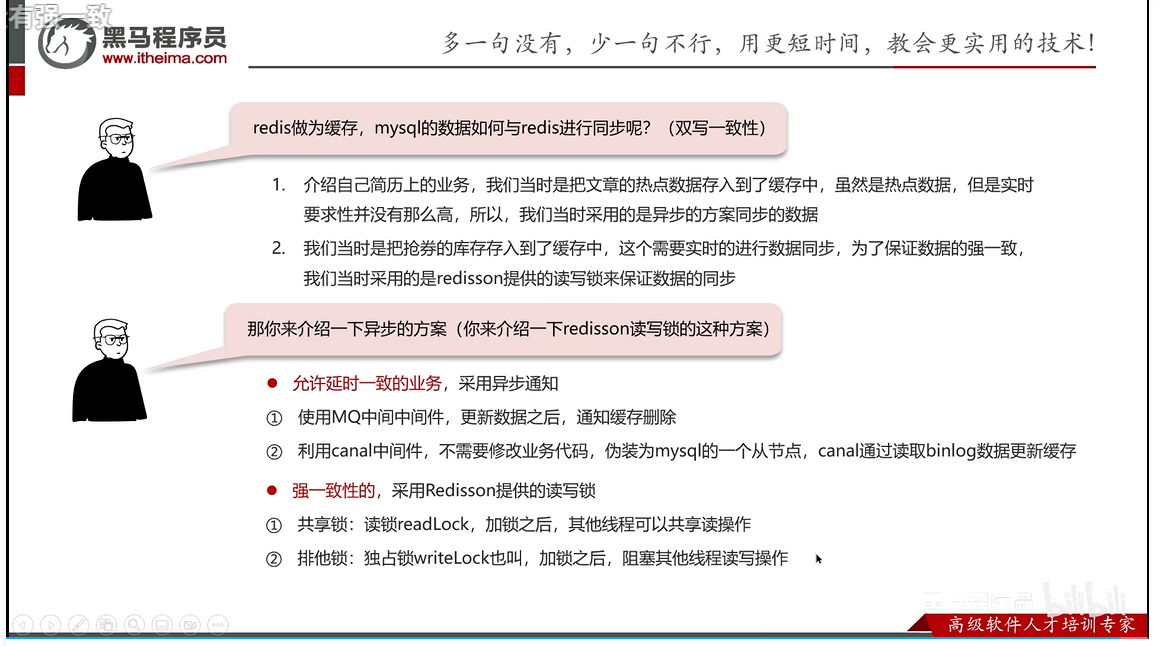 有强一致
黑马程序员
www.itheima.com
多一句没有，少一句不行，用更短时间，教会更实用的技术！
redis做为缓存，mysql的数据如何与redis进行同步呢？（双写一致性）
1. 介绍自己简历上的业务，我们当时是把文章的热点数据存入到了缓存中，虽然是热点数据，但是实时
要求性并没有那么高，所以，我们当时采用的是异步的方案同步的数据
2. 我们当时是把抢券的库存存入到了缓存中，这个需要实时的进行数据同步，为了保证数据的强一致，
我们当时采用的是redisson提供的读写锁来保证数据的同步
那你来介绍一下异步的方案（你来介绍一下redisson读写锁的这种方案）
● 允许延时一致的业务，采用异步通知
① 使用MQ中间中间件，更新数据之后，通知缓存删除
② 利用canal中间件，不需要修改业务代码，伪装为mysql的一个从节点，canal通过读取binlog数据更新缓存
● 强一致性的，采用Redisson提供的读写锁
① 共享锁：读锁readLock，加锁之后，其他线程可以共享读操作
② 排他锁：独占锁writeLock也叫，加锁之后，阻塞其他线程读写操作
bilibili
高级软件人才培训专家